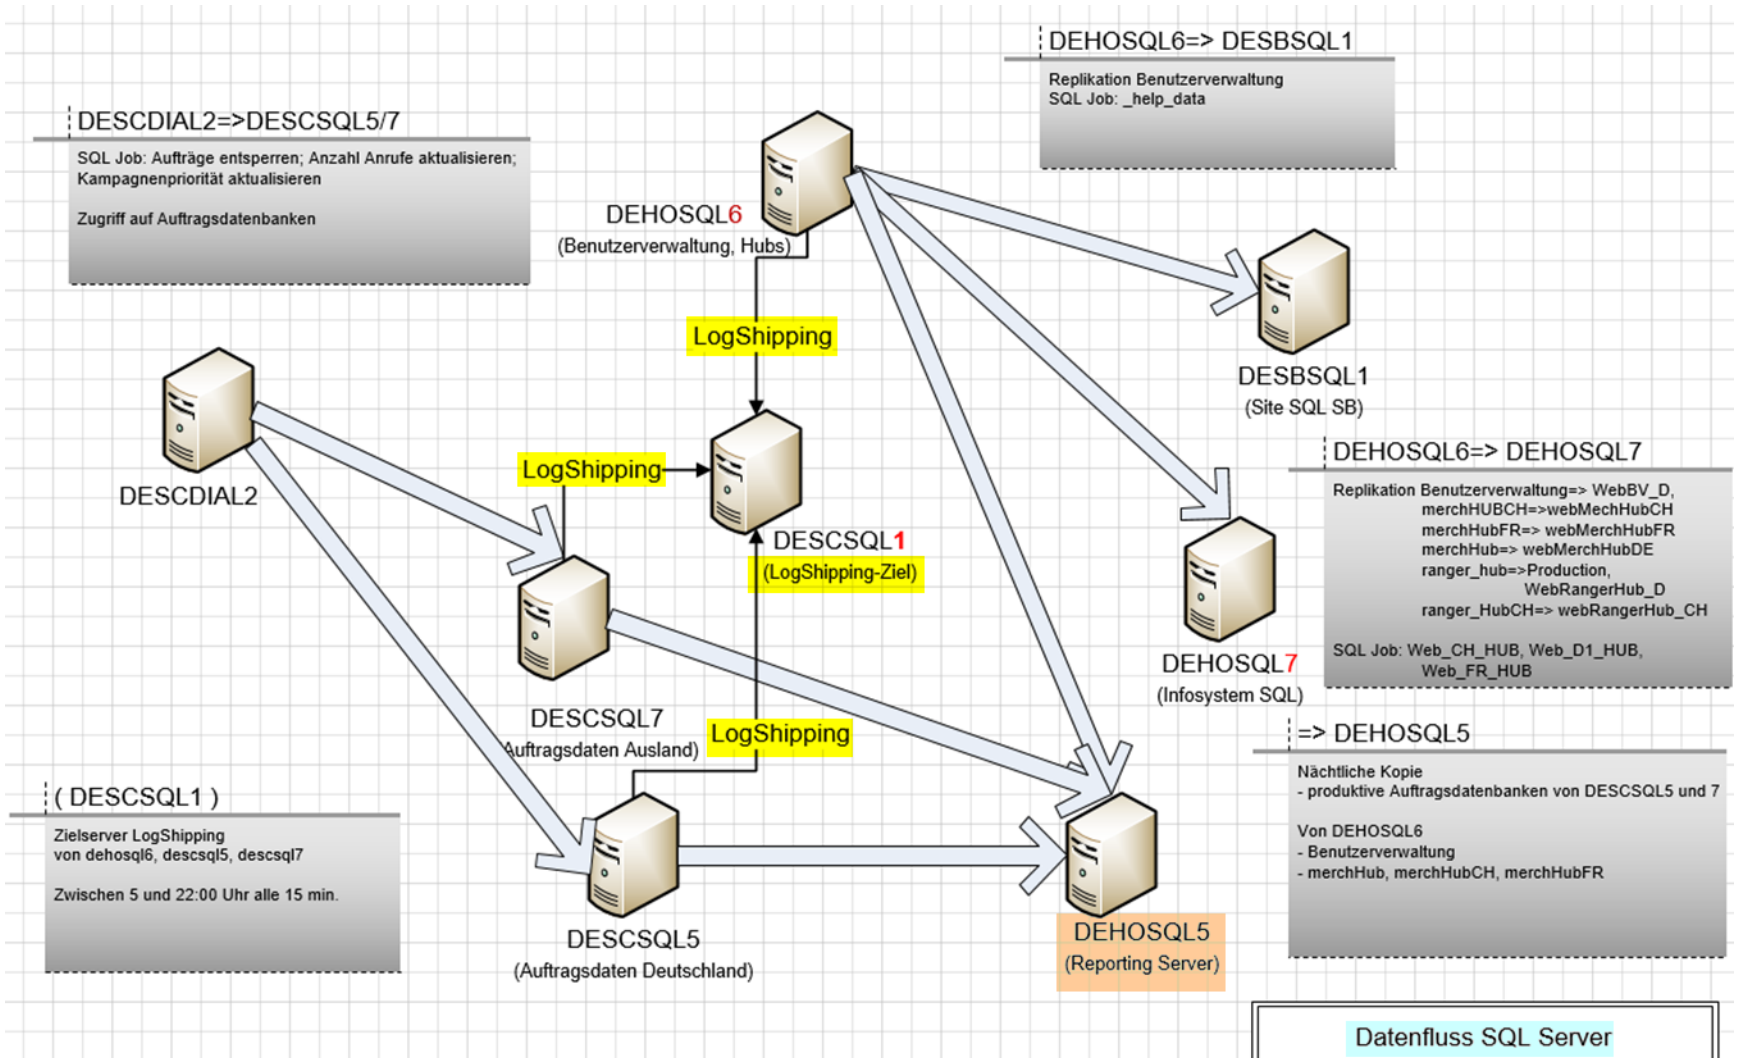 DEHOSQL6=> DESBSQL1
Replikation Benutzerverwaltung
SQL Job: _help_data
DESCDIAL2=>DESCSQL5/7
SQL Job: Aufträge entsperren; Anzahl Anrufe aktualisieren;
Kampagnenpriorität aktualisieren
Zugriff auf Auftragsdatenbanken
DEHOSQL6
(Benutzerverwaltung, Hubs)
LogShipping
DESBSQL1
(Site SQL SB)
DESCDIAL2
LogShipping
DESCSQL1
(LogShipping-Ziel)
DEHOSQL6=> DEHOSQL7
Replikation Benutzerverwaltung=> WebBV_D,
merchHUBCH=>webMechHubCH
merchHubFR=> webMerchHubFR
merchHub=> webMerchHubDE
ranger_hub=>Production,
WebRangerHub_D
ranger_HubCH=> webRangerHub_CH
SQL Job: Web_CH_HUB, Web_D1_HUB,
Web_FR_HUB
DEHOSQL7
(Infosystem SQL)
DESCSQL7
Auftragsdaten Ausland)
LogShipping
=> DEHOSQL5
Nächtliche Kopie
- produktive Auftragsdatenbanken von DESCSQL5 und 7
Von DEHOSQL6
- Benutzerverwaltung
- merchHub, merchHubCH, merchHubFR
( DESCSQL1 )
Zielserver LogShipping
von dehosql6, descsql5, descsql7
Zwischen 5 und 22:00 Uhr alle 15 min.
DESCSQL5
(Auftragsdaten Deutschland)
DEHOSQL5
(Reporting Server)
Datenfluss SQL Server